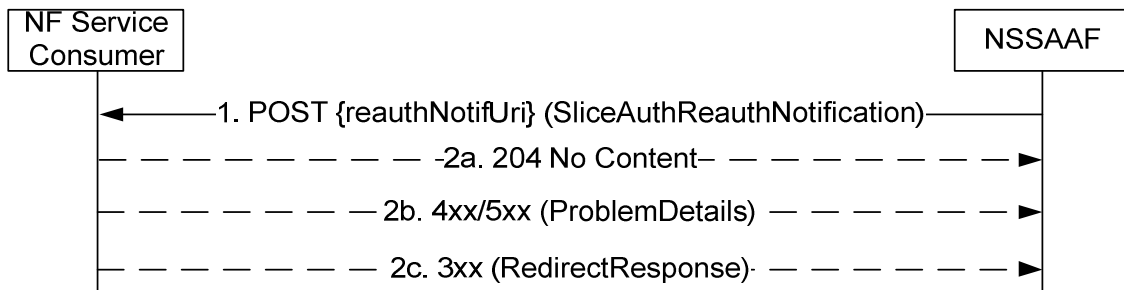 NF Service
Consumer
NSSAAF
1. POST {reauthNotifUri} (SliceAuthReauthNotification)
2a. 204 No Content
2b. 4xx/5xx (ProblemDetails)
2c. 3xx (RedirectResponse)